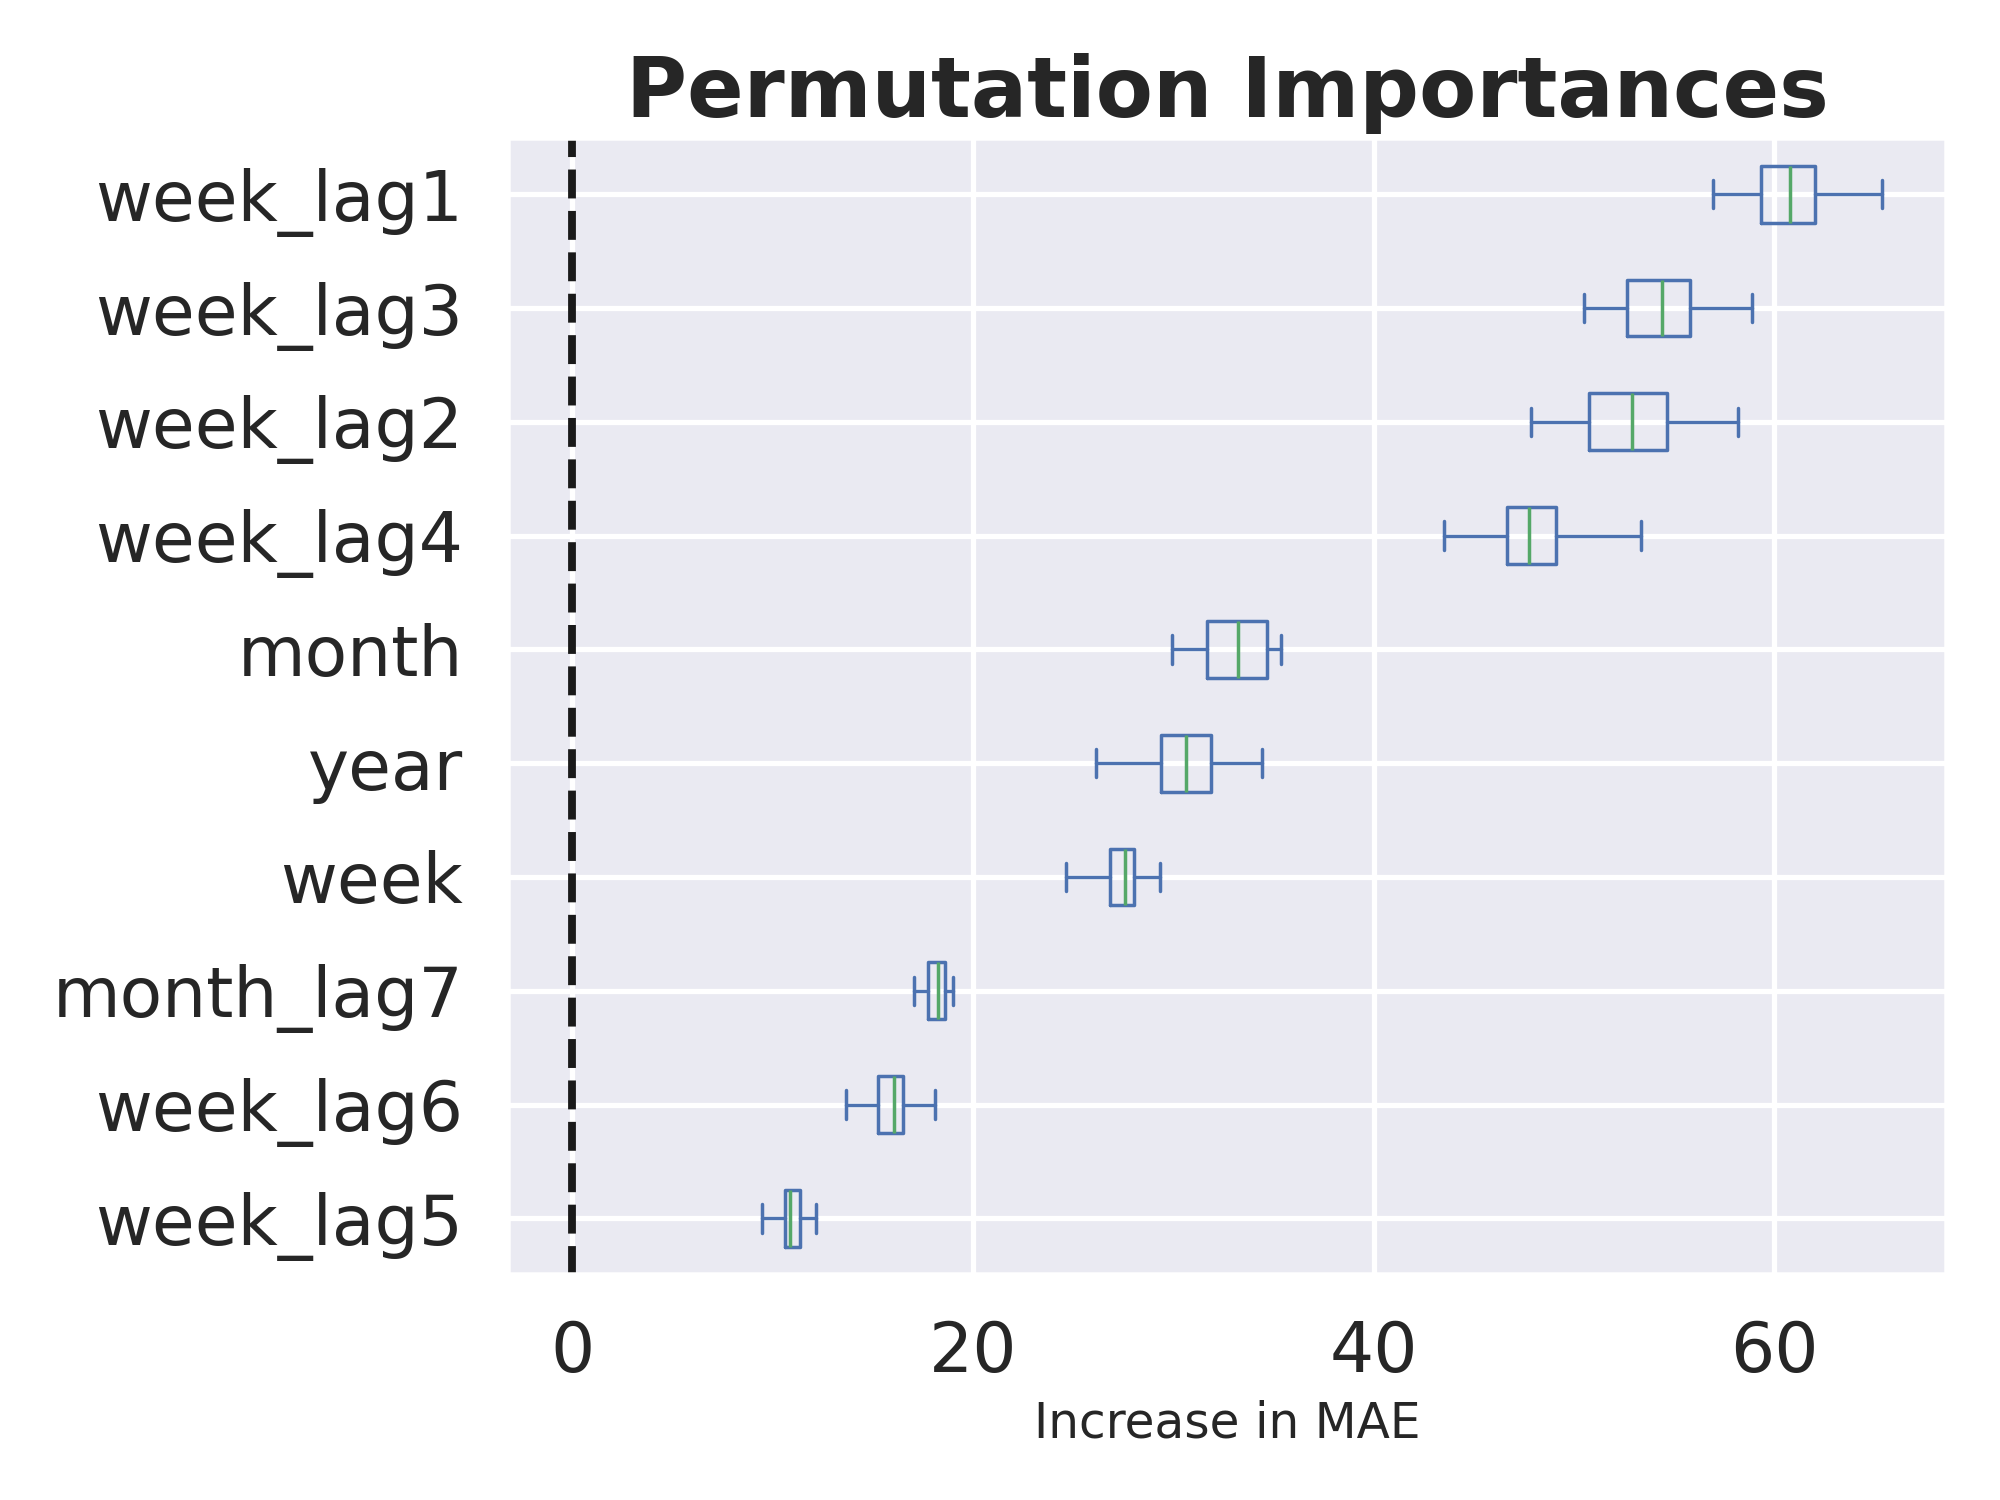 Permutation Importances
week_lag1
week_lag3
week_lag2
week_lag4
month
year
week
month_lag7
week_lag6
week_lag5
0 20 40 60
Increase in MAE